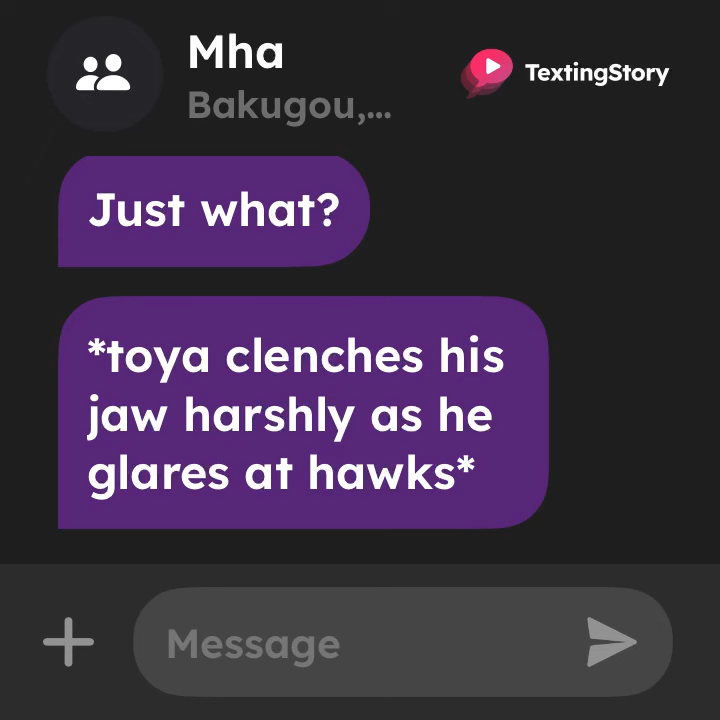 Mha
Bakugou,...
TextingStory
Just what?
*toya clenches his
jaw harshly as he
glares at hawks*
Message